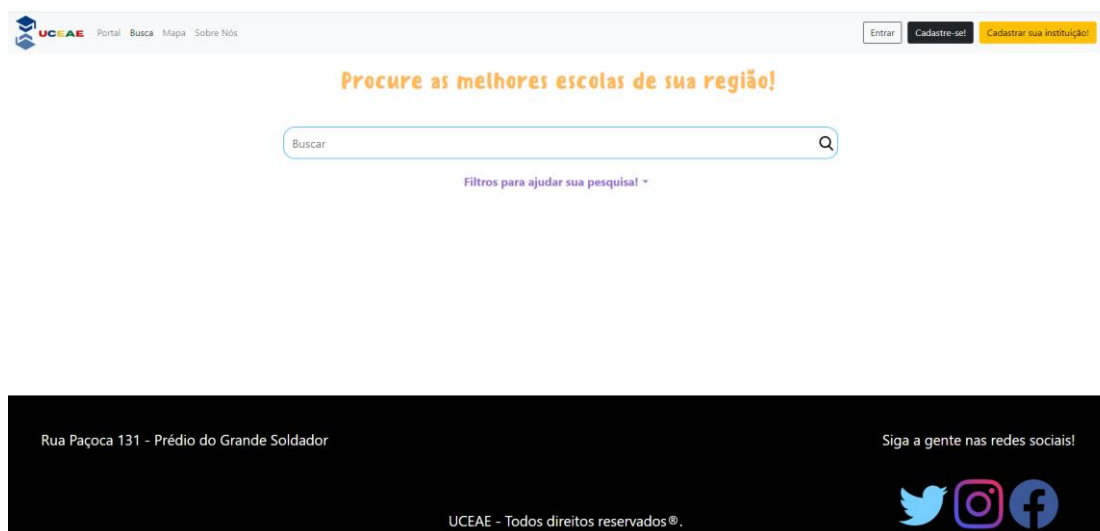 UCEAE Portal Busca Mapa Sobre Nós Entrar Cadastre-se! Cadastrar sua instituição!
Procure as melhores escolas de sua região!
Buscar
Filtros para ajudar sua pesquisa!
Rua Paçoca 131 - Prédio do Grande Soldador
Siga a gente nas redes sociais!
UCEAE - Todos direitos reservados®.